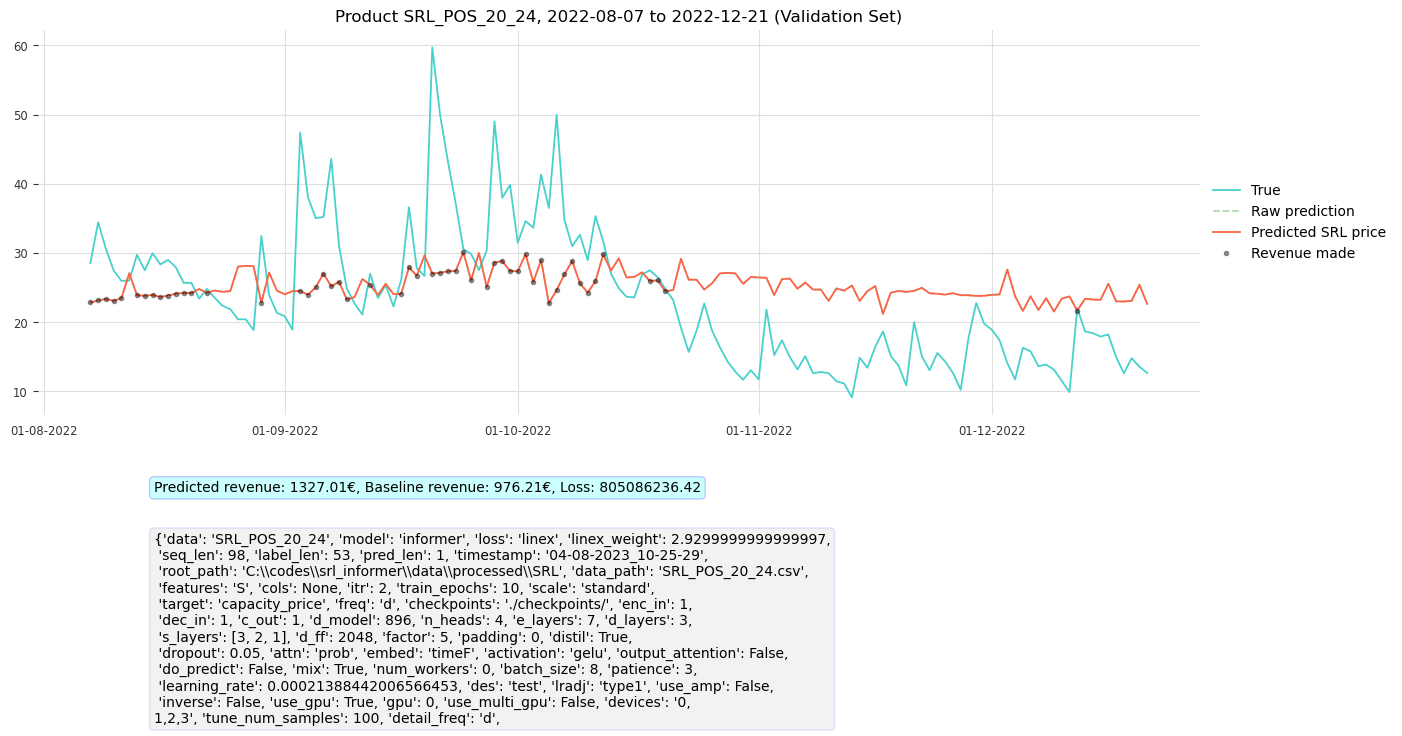 Product SRL_POS_20_24, 2022-08-07 to 2022-12-21 (Validation Set)
60
50
40
30
20
10
01-08-2022
01-09-2022
01-10-2022
01-11-2022
01-12-2022
True
Raw prediction
Predicted SRL price
Revenue made
Predicted revenue: 1327.01€, Baseline revenue: 976.21€, Loss: 805086236.42
{'data': 'SRL_POS_20_24', 'model': 'informer', 'loss': 'linex', 'linex_weight': 2.9299999999999997,
'seq_len': 98, 'label_len': 53, 'pred_len': 1, 'timestamp': '04-08-2023_10-25-29',
'root_path': 'C:\\codes\\srl_informer\\data\\processed\\SRL', 'data_path': 'SRL_POS_20_24.csv',
'features': 'S', 'cols': None, 'itr': 2, 'train_epochs': 10, 'scale': 'standard',
'target': 'capacity_price', 'freq': 'd', 'checkpoints': './checkpoints/', 'enc_in': 1,
'dec_in': 1, 'c_out': 1, 'd_model': 896, 'n_heads': 4, 'e_layers': 7, 'd_layers': 3,
's_layers': [3, 2, 1], 'd_ff': 2048, 'factor': 5, 'padding': 0, 'distil': True,
'dropout': 0.05, 'attn': 'prob', 'embed': 'timeF', 'activation': 'gelu', 'output_attention': False,
'do_predict': False, 'mix': True, 'num_workers': 0, 'batch_size': 8, 'patience': 3,
'learning_rate': 0.00021388442006566453, 'des': 'test', 'lradj': 'type1', 'use_amp': False,
'inverse': False, 'use_gpu': True, 'gpu': 0, 'use_multi_gpu': False, 'devices': '0,
1,2,3', 'tune_num_samples': 100, 'detail_freq': 'd',